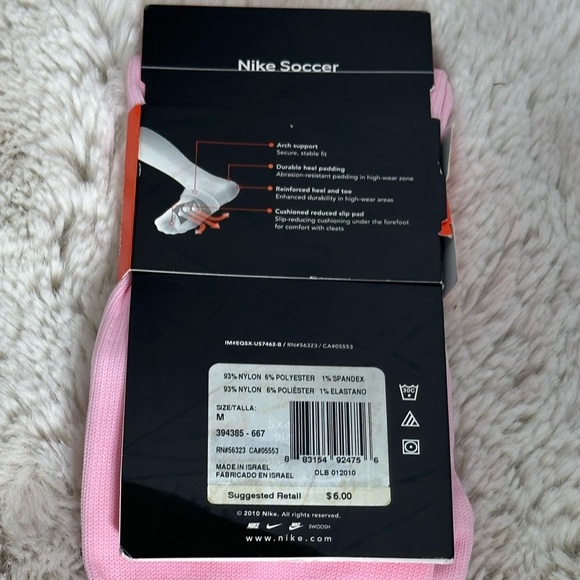 Nike Soccer
Arch support
Secure, stable fit
Durable heel padding
Abrasion-resistant padding in high-wear zone
Reinforced heel and toe
Enhanced durability in high-wear areas
Cushioned reduced slip pad
Slip-reducing cushioning under the forefoot
for comfort with cleats
IM#EQSX-US7462-B / RN#56323 / CA#05553
93% NYLON 6% POLYESTER 1% SPANDEX
93% NYLON 6% POLIÉSTER 1% ELASTANO
SIZE/TALLA:
M
394385 - 667
RN#56323 CA#05553
8 83154 92475 6
MADE IN ISRAEL
FABRICADO EN ISRAEL
DLB 012010
Suggested Retail $ 6.00
30C
© 2010 Nike. All rights reserved.
NIKE SWOOSH
www.nike.com